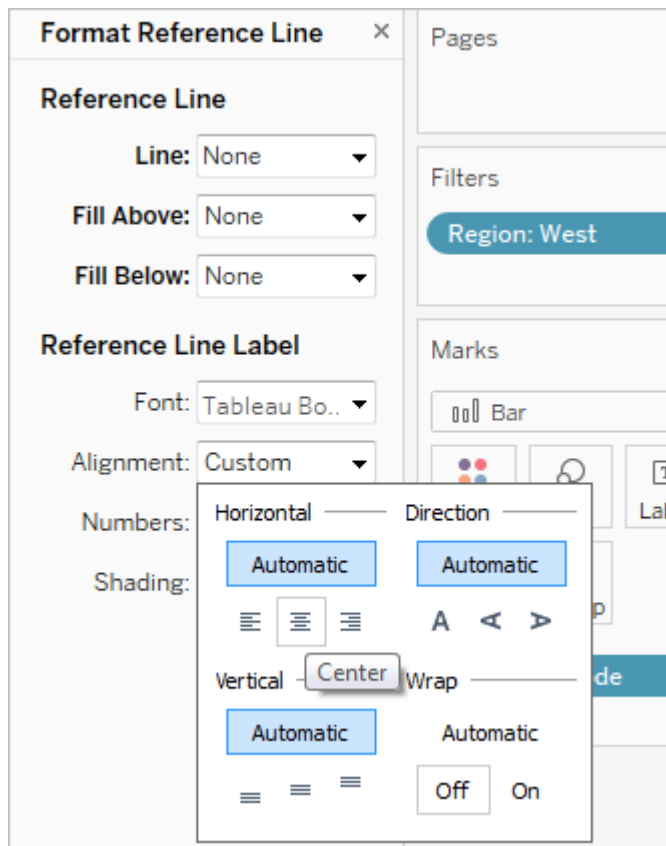 Format Reference Line
Reference Line
Line: None
Fill Above: None
Fill Below: None
Reference Line Label
Font: Tableau Bo..
Alignment: Custom
Numbers:
Shading:
Horizontal
Automatic
Center
Vertical
Automatic
Direction
Automatic
A A A
Wrap
Automatic
Off On
Pages
Filters
Region: West
Marks
Bar